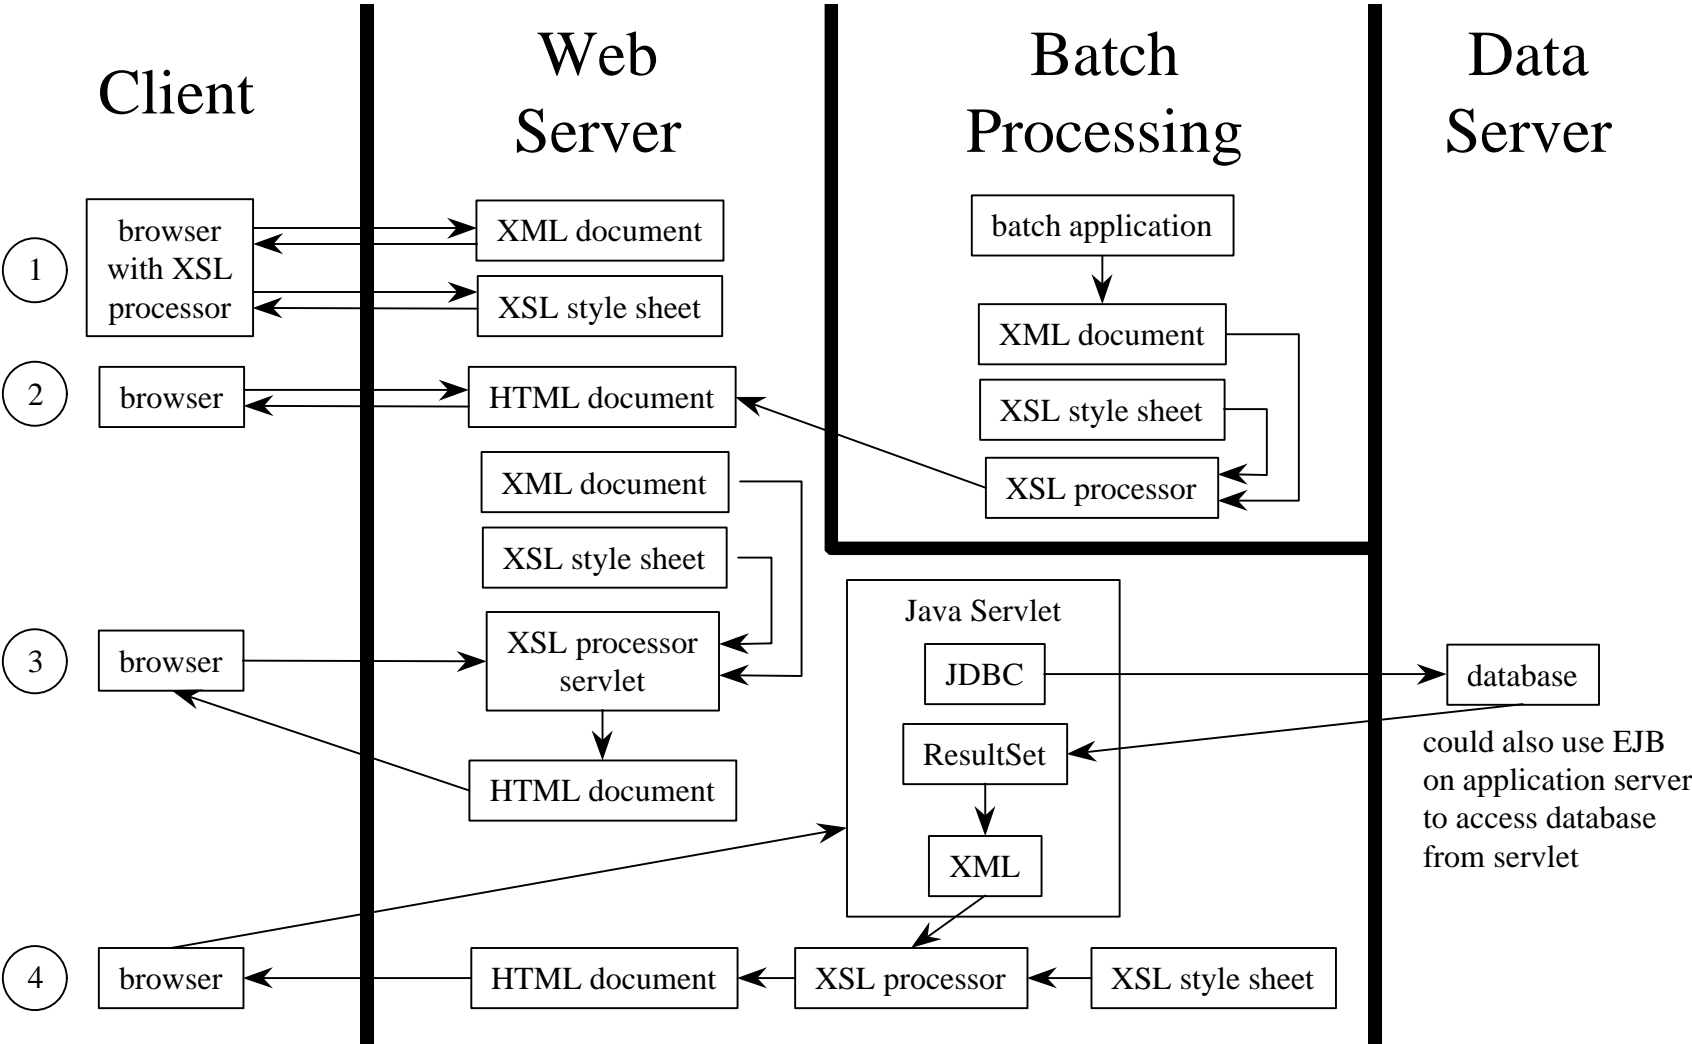 Client
Web
Server
Batch
Processing
Data
Server
1
browser
with XSL
processor
XML document
XSL style sheet
batch application
XML document
XSL style sheet
XSL processor
2
browser
HTML document
XML document
XSL style sheet
3
browser
XSL processor
servlet
HTML document
Java Servlet
JDBC
ResultSet
XML
database
could also use EJB
on application server
to access database
from servlet
4
browser
HTML document
XSL processor
XSL style sheet